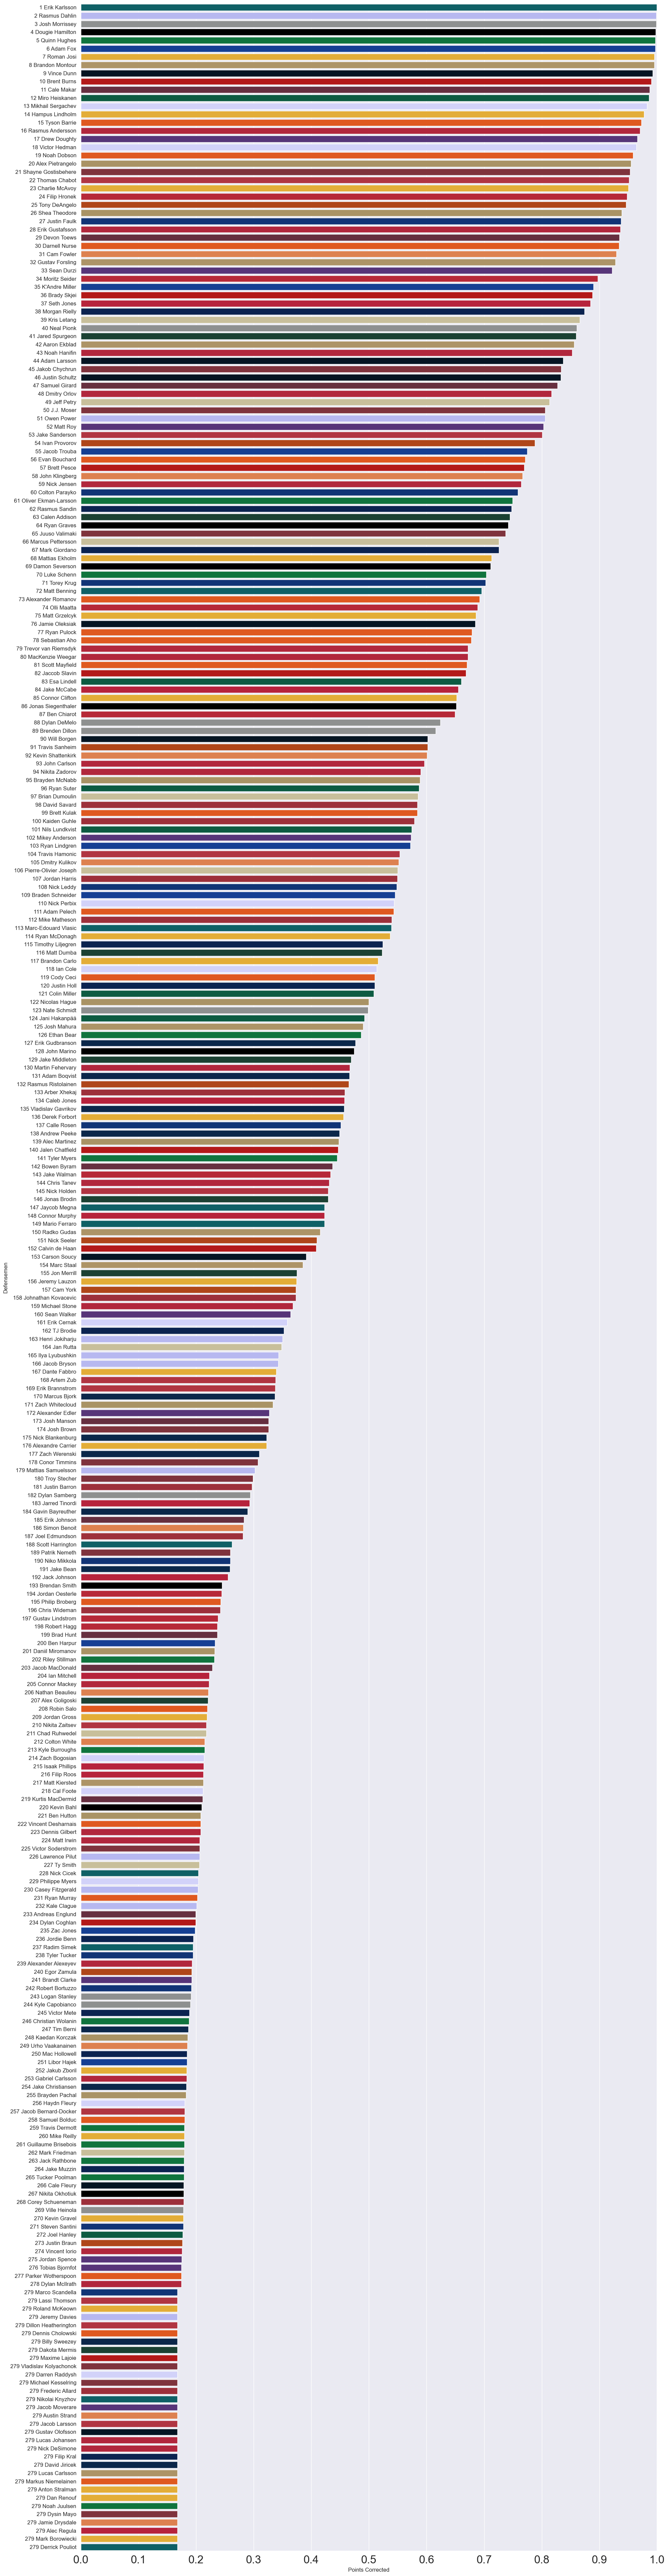 1 Erik Karlsson
2 Rasmus Dahlin
3 Josh Morrissey
4 Dougie Hamilton
5 Quinn Hughes
6 Adam Fox
7 Roman Josi
8 Brandon Montour
9 Vince Dunn
10 Brent Burns
11 Cale Makar
12 Miro Heiskanen
13 Mikhail Sergachev
14 Hampus Lindholm
15 Tyson Barrie
16 Rasmus Andersson
17 Drew Doughty
18 Victor Hedman
19 Noah Dobson
20 Alex Pietrangelo
21 Shayne Gostisbehere
22 Thomas Chabot
23 Charlie McAvoy
24 Filip Hronek
25 Tony DeAngelo
26 Shea Theodore
27 Justin Faulk
28 Erik Gustafsson
29 Devon Toews
30 Darnell Nurse
31 Cam Fowler
32 Gustav Forsling
33 Sean Durzi
34 Moritz Seider
35 K'Andre Miller
36 Brady Skjei
37 Seth Jones
38 Morgan Rielly
39 Kris Letang
40 Neal Pionk
41 Jared Spurgeon
42 Aaron Ekblad
43 Noah Hanifin
44 Adam Larsson
45 Jakob Chychrun
46 Justin Schultz
47 Samuel Girard
48 Dmitry Orlov
49 Jeff Petry
50 J.J. Moser
51 Owen Power
52 Matt Roy
53 Jake Sanderson
54 Ivan Provorov
55 Jacob Trouba
56 Evan Bouchard
57 Brett Pesce
58 John Klingberg
59 Nick Jensen
60 Colton Parayko
61 Oliver Ekman-Larsson
62 Rasmus Sandin
63 Calen Addison
64 Ryan Graves
65 Juuso Valimaki
66 Marcus Pettersson
67 Mark Giordano
68 Mattias Ekholm
69 Damon Severson
70 Luke Schenn
71 Torey Krug
72 Matt Benning
73 Alexander Romanov
74 Olli Maatta
75 Matt Grzelcyk
76 Jamie Oleksiak
77 Ryan Pulock
78 Sebastian Aho
79 Trevor van Riemsdyk
80 MacKenzie Weegar
81 Scott Mayfield
82 Jaccob Slavin
83 Esa Lindell
84 Jake McCabe
85 Connor Clifton
86 Jonas Siegenthaler
87 Ben Chiarot
88 Dylan DeMelo
89 Brenden Dillon
90 Will Borgen
91 Travis Sanheim
92 Kevin Shattenkirk
93 John Carlson
94 Nikita Zadorov
95 Brayden McNabb
96 Ryan Suter
97 Brian Dumoulin
98 David Savard
99 Brett Kulak
100 Kaiden Guhle
101 Nils Lundkvist
102 Mikey Anderson
103 Ryan Lindgren
104 Travis Hamonic
105 Dmitry Kulikov
106 Pierre-Olivier Joseph
107 Jordan Harris
108 Nick Leddy
109 Braden Schneider
110 Nick Perbix
111 Adam Pelech
112 Mike Matheson
113 Marc-Edouard Vlasic
114 Ryan McDonagh
115 Timothy Liljegren
116 Matt Dumba
117 Brandon Carlo
118 Ian Cole
119 Cody Ceci
120 Justin Holl
121 Colin Miller
122 Nicolas Hague
123 Nate Schmidt
124 Jani Hakanpää
125 Josh Mahura
126 Ethan Bear
127 Erik Gudbranson
128 John Marino
129 Jake Middleton
130 Martin Fehervary
131 Adam Boqvist
132 Rasmus Ristolainen
133 Arber Xhekaj
134 Caleb Jones
135 Vladislav Gavrikov
136 Derek Forbort
137 Calle Rosen
138 Andrew Peeke
139 Alec Martinez
140 Jalen Chatfield
141 Tyler Myers
142 Bowen Byram
143 Jake Walman
144 Chris Tanev
145 Nick Holden
146 Jonas Brodin
147 Jaycob Megna
148 Connor Murphy
149 Mario Ferraro
150 Radko Gudas
151 Nick Seeler
152 Calvin de Haan
153 Carson Soucy
154 Marc Staal
155 Jon Merrill
156 Jeremy Lauzon
157 Cam York
158 Johnathan Kovacevic
159 Michael Stone
160 Sean Walker
161 Erik Cernak
162 TJ Brodie
163 Henri Jokiharju
164 Jan Rutta
165 Ilya Lyubushkin
166 Jacob Bryson
167 Dante Fabbro
168 Artem Zub
169 Erik Brannstrom
170 Marcus Bjork
171 Zach Whitecloud
172 Alexander Edler
173 Josh Manson
174 Josh Brown
175 Nick Blankenburg
176 Alexandre Carrier
177 Zach Werenski
178 Conor Timmins
179 Mattias Samuelsson
180 Troy Stecher
181 Justin Barron
182 Dylan Samberg
183 Jarred Tinordi
184 Gavin Bayreuther
185 Erik Johnson
186 Simon Benoit
187 Joel Edmundson
188 Scott Harrington
189 Patrik Nemeth
190 Niko Mikkola
191 Jake Bean
192 Jack Johnson
193 Brendan Smith
194 Jordan Oesterle
195 Philip Broberg
196 Chris Wideman
197 Gustav Lindstrom
198 Robert Hagg
199 Brad Hunt
200 Ben Harpur
201 Daniil Miromanov
202 Riley Stillman
203 Jacob MacDonald
204 Ian Mitchell
205 Connor Mackey
206 Nathan Beaulieu
207 Alex Goligoski
208 Robin Salo
209 Jordan Gross
210 Nikita Zaitsev
211 Chad Ruhwedel
212 Colton White
213 Kyle Burroughs
214 Zach Bogosian
215 Isaak Phillips
216 Filip Roos
217 Matt Kiersted
218 Cal Foote
219 Kurtis MacDermid
220 Kevin Bahl
221 Ben Hutton
222 Vincent Desharnais
223 Dennis Gilbert
224 Matt Irwin
225 Victor Soderstrom
226 Lawrence Pilut
227 Ty Smith
228 Nick Cicek
229 Philippe Myers
230 Casey Fitzgerald
231 Ryan Murray
232 Kale Clague
233 Andreas Englund
234 Dylan Coghlan
235 Zac Jones
236 Jordie Benn
237 Radim Simek
238 Tyler Tucker
239 Alexander Alexeyev
240 Egor Zamula
241 Brandt Clarke
242 Robert Bortuzzo
243 Logan Stanley
244 Kyle Capobianco
245 Victor Mete
246 Christian Wolanin
247 Tim Berni
248 Kaedan Korczak
249 Urho Vaakanainen
250 Mac Hollowell
251 Libor Hajek
252 Jakub Zboril
253 Gabriel Carlsson
254 Jake Christiansen
255 Brayden Pachal
256 Haydn Fleury
257 Jacob Bernard-Docker
258 Samuel Bolduc
259 Travis Dermott
260 Mike Reilly
261 Guillaume Brisebois
262 Mark Friedman
263 Jack Rathbone
264 Jake Muzzin
265 Tucker Poolman
266 Cale Fleury
267 Nikita Okhotiuk
268 Corey Schueneman
269 Ville Heinola
270 Kevin Gravel
271 Steven Santini
272 Joel Hanley
273 Justin Braun
274 Vincent Iorio
275 Jordan Spence
276 Tobias Bjornfot
277 Parker Wotherspoon
278 Dylan McIlrath
279 Marco Scandella
279 Lassi Thomson
279 Roland McKeown
279 Jeremy Davies
279 Dillon Heatherington
279 Dennis Cholowski
279 Billy Sweezey
279 Dakota Mermis
279 Maxime Lajoie
279 Vladislav Kolyachonok
279 Darren Raddysh
279 Michael Kesselring
279 Frederic Allard
279 Nikolai Knyzhov
279 Jacob Moverare
279 Austin Strand
279 Jacob Larsson
279 Gustav Olofsson
279 Lucas Johansen
279 Nick DeSimone
279 Filip Kral
279 David Jiricek
279 Lucas Carlsson
279 Markus Niemelainen
279 Anton Stralman
279 Dan Renouf
279 Noah Juulsen
279 Dysin Mayo
279 Jamie Drysdale
279 Alec Regula
279 Mark Borowiecki
279 Derrick Pouliot
Defensemen
0.0 0.1 0.2 0.3 0.4 0.5 0.6 0.7 0.8 0.9 1.0
Points Corrected